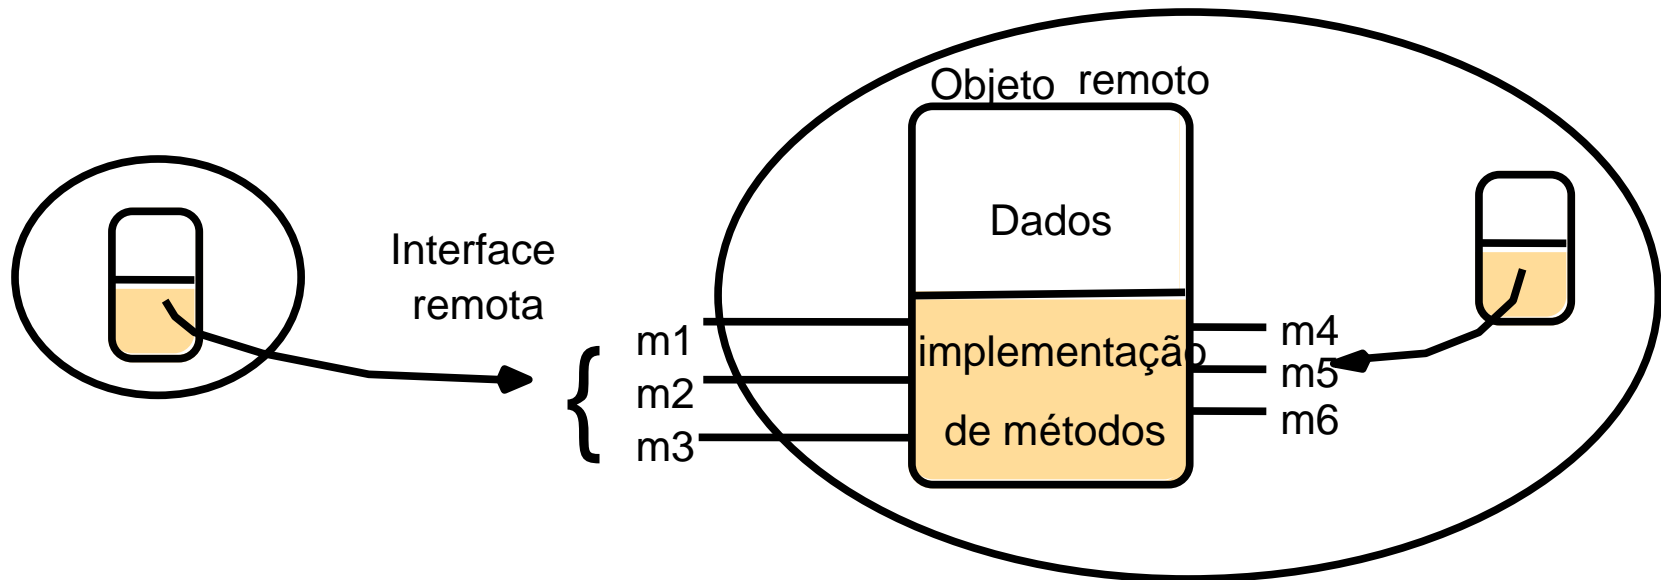 Objeto remoto
Dados
Interface
remota
{
m1
m2
m3
implementação
de métodos
m4
m5
m6